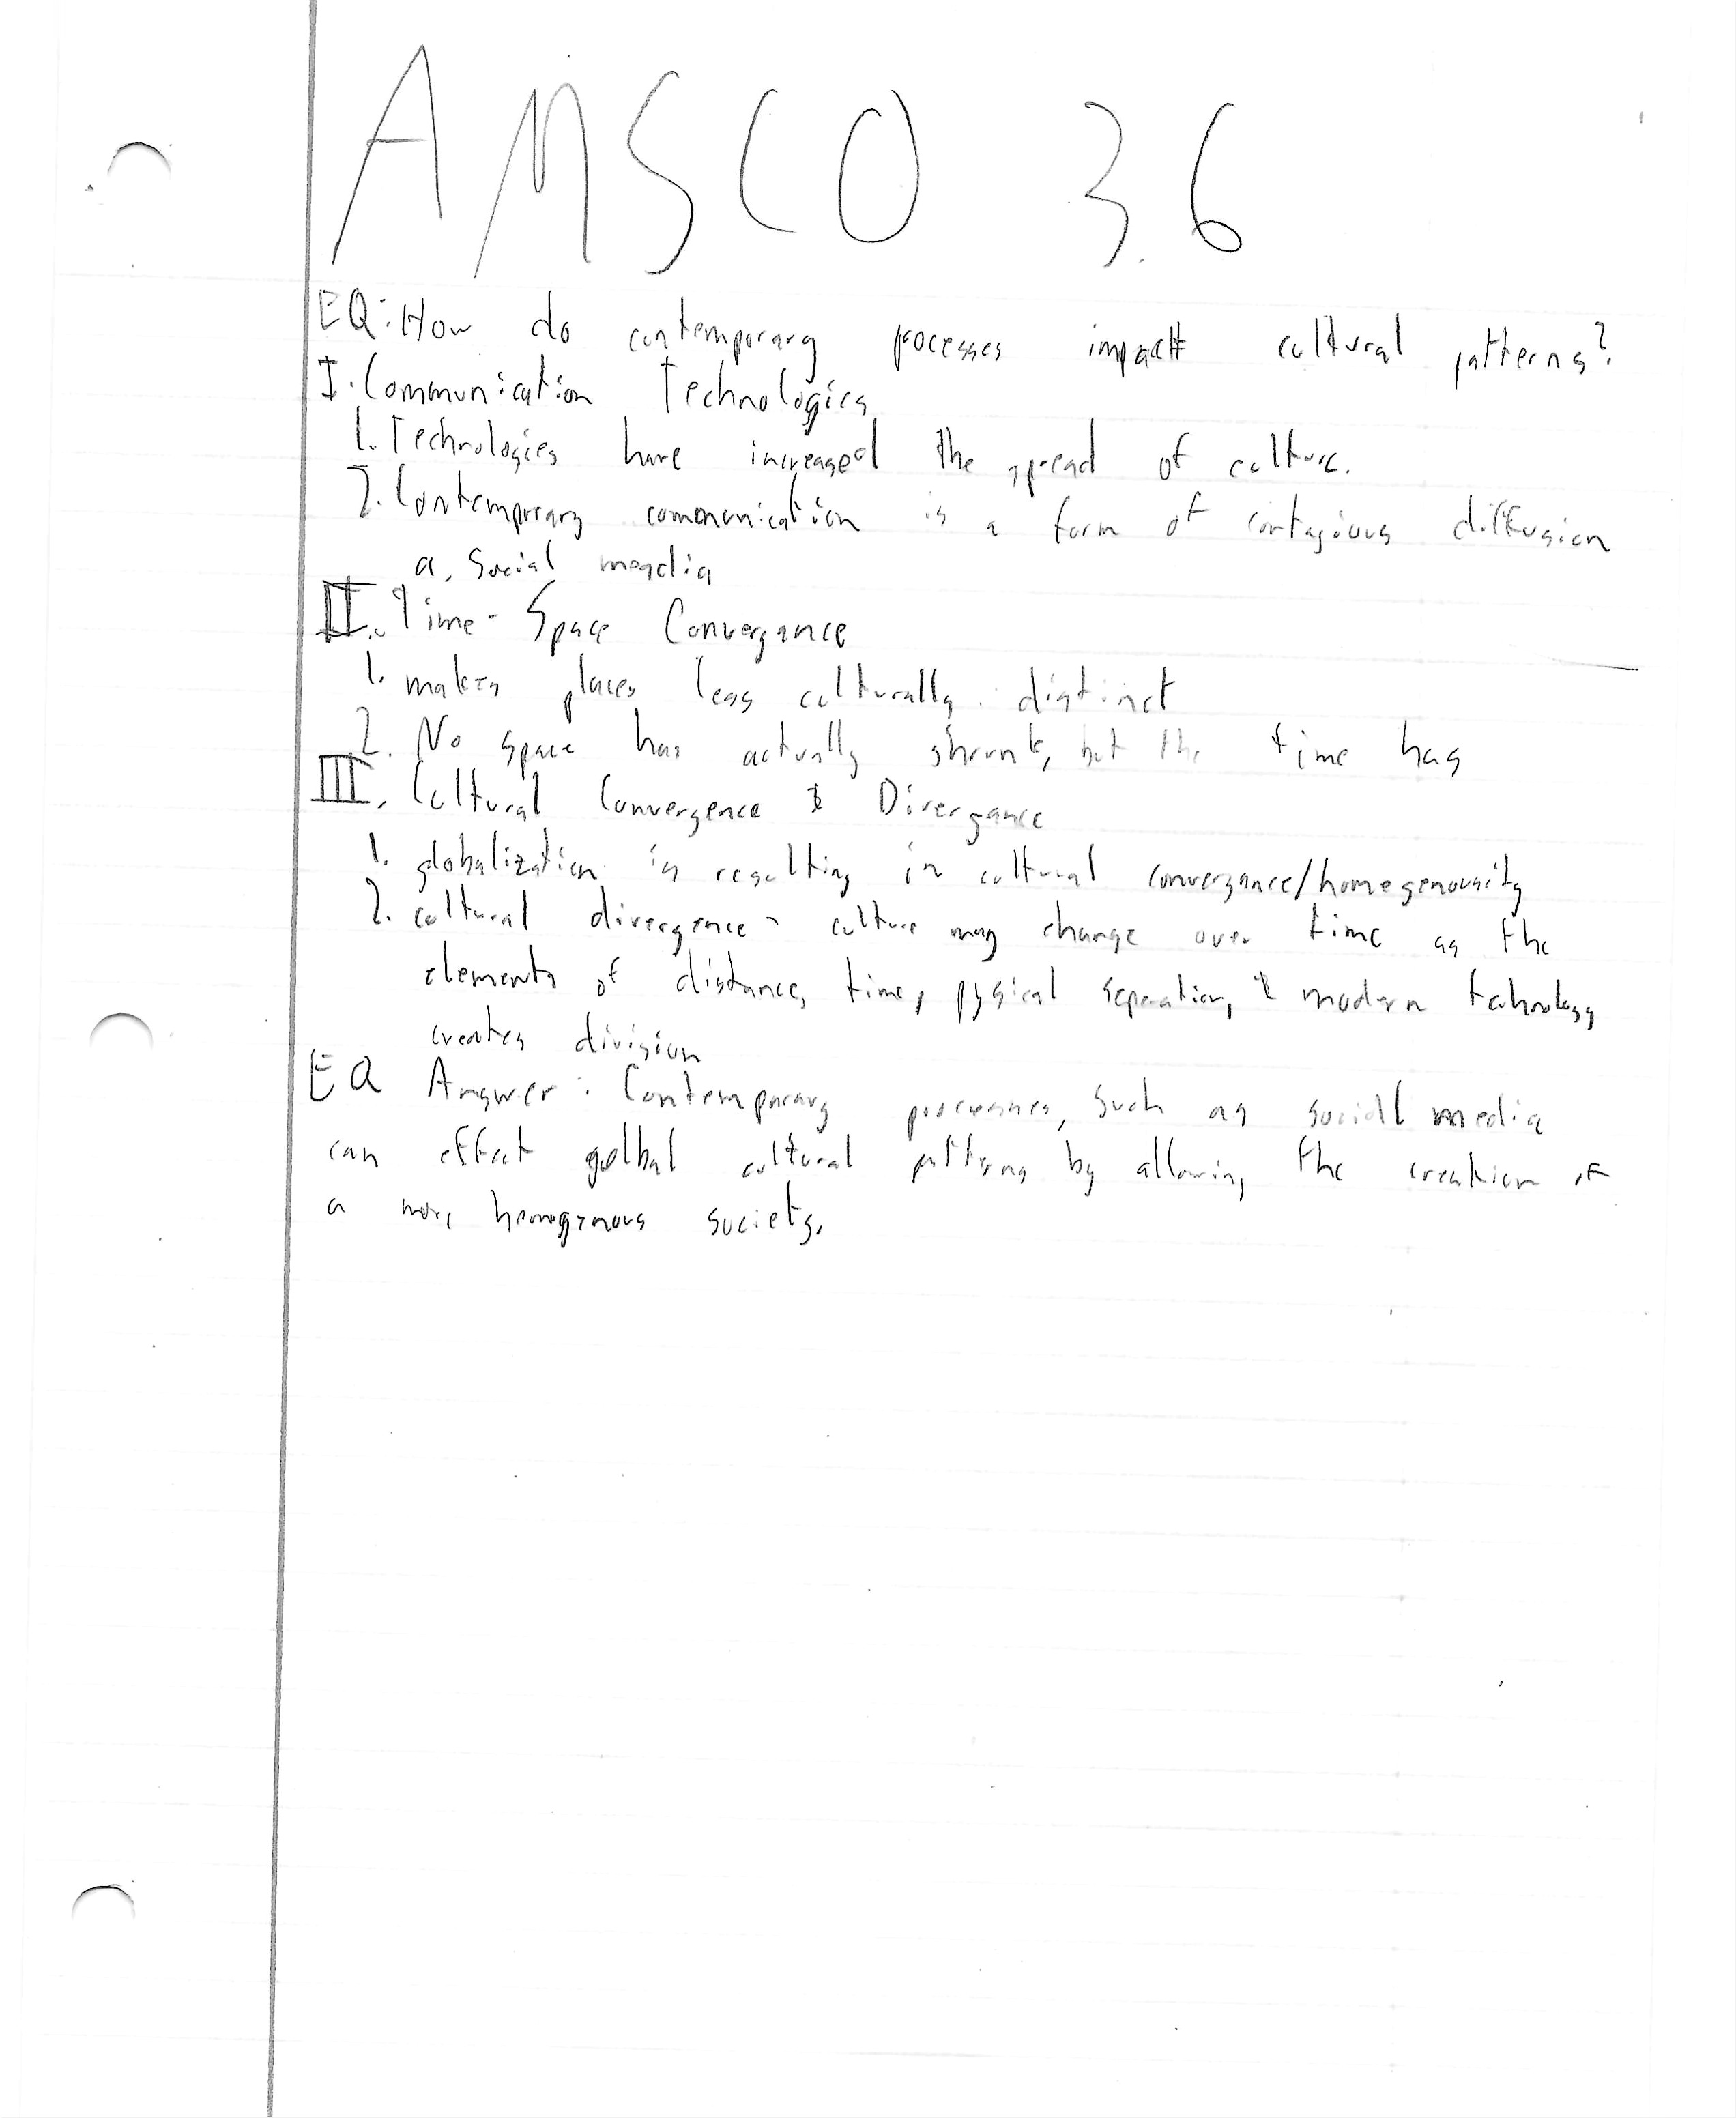 AMSCO 3.6
EQ: How do contemporary processes impact cultural patterns?
I. Communication Technologies
1. Technologies have increased the spread of culture.
2. Contemporary communication is a form of contagious diffusion
a. Social meadia
II. Time-Space Convergance
1. makes places less culturally distinct
2. No space has actually shrunk, but the time has
III. Cultural Convergence & Divergance
1. globalization is resulting in cultural convergance/homegenousity
2. cultural divergence - culture may change over time as the
elements of distance, time, pysical seperation, & modern tehnology
creates division
EQ Answer: Contemporary processes, such as social media
can effect golbal cultural patterns by allowing the creation of
a more homogenous society.